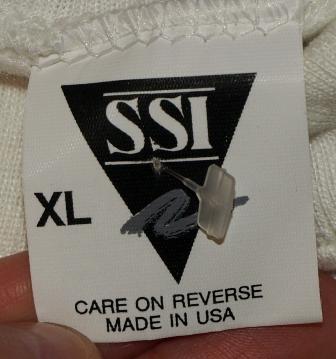 SSI
XL
CARE ON REVERSE
MADE IN USA